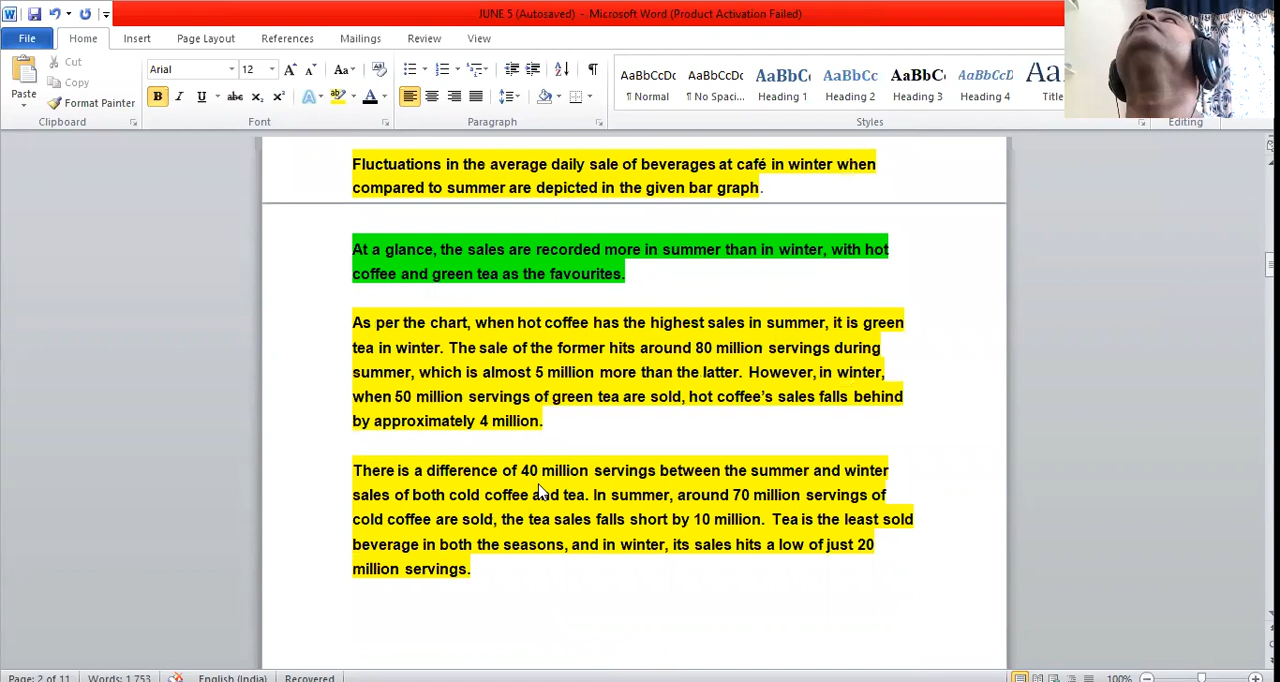 JUNE 5 (Autosaved) - Microsoft Word (Product Activation Failed)
File Home Insert Page Layout References Mailings Review View
Cut
Copy
Paste
Format Painter
Arial 12
AaBbCcDc AaBbCcDc AaBbC AaBbCc AaBbCc AaBbCcD Aa
¶ Normal ¶ No Spaci... Heading 1 Heading 2 Heading 3 Heading 4 Title
Clipboard Font Paragraph Styles Editing
Fluctuations in the average daily sale of beverages at café in winter when
compared to summer are depicted in the given bar graph.
At a glance, the sales are recorded more in summer than in winter, with hot
coffee and green tea as the favourites.
As per the chart, when hot coffee has the highest sales in summer, it is green
tea in winter. The sale of the former hits around 80 million servings during
summer, which is almost 5 million more than the latter. However, in winter,
when 50 million servings of green tea are sold, hot coffee's sales falls behind
by approximately 4 million.
There is a difference of 40 million servings between the summer and winter
sales of both cold coffee and tea. In summer, around 70 million servings of
cold coffee are sold, the tea sales falls short by 10 million. Tea is the least sold
beverage in both the seasons, and in winter, its sales hits a low of just 20
million servings.
Page: 2 of 11 Words: 1,753 English (India) Recovered 100%